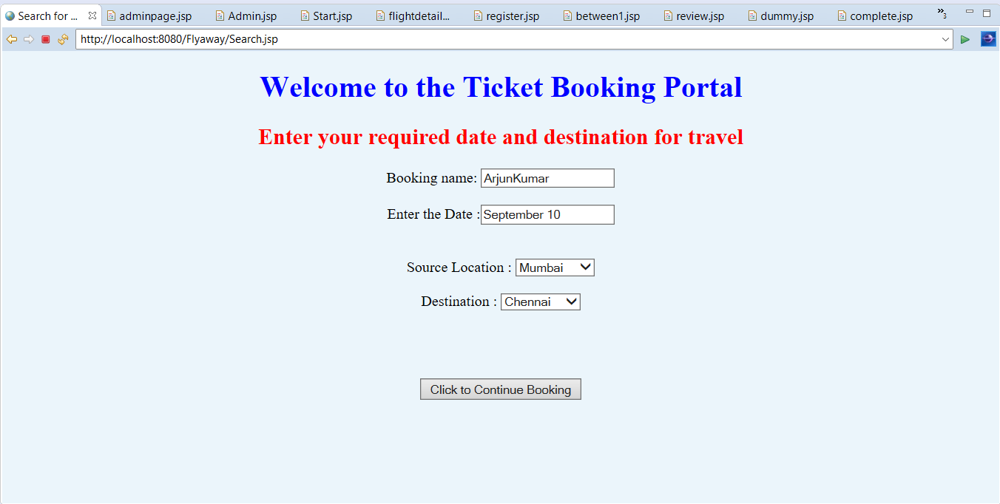 Search for ... adminpage.jsp Admin.jsp Start.jsp flightdetail... register.jsp between1.jsp review.jsp dummy.jsp complete.jsp »3
http://localhost:8080/Flyaway/Search.jsp
Welcome to the Ticket Booking Portal
Enter your required date and destination for travel
Booking name: ArjunKumar
Enter the Date :September 10
Source Location : Mumbai
Destination : Chennai
Click to Continue Booking